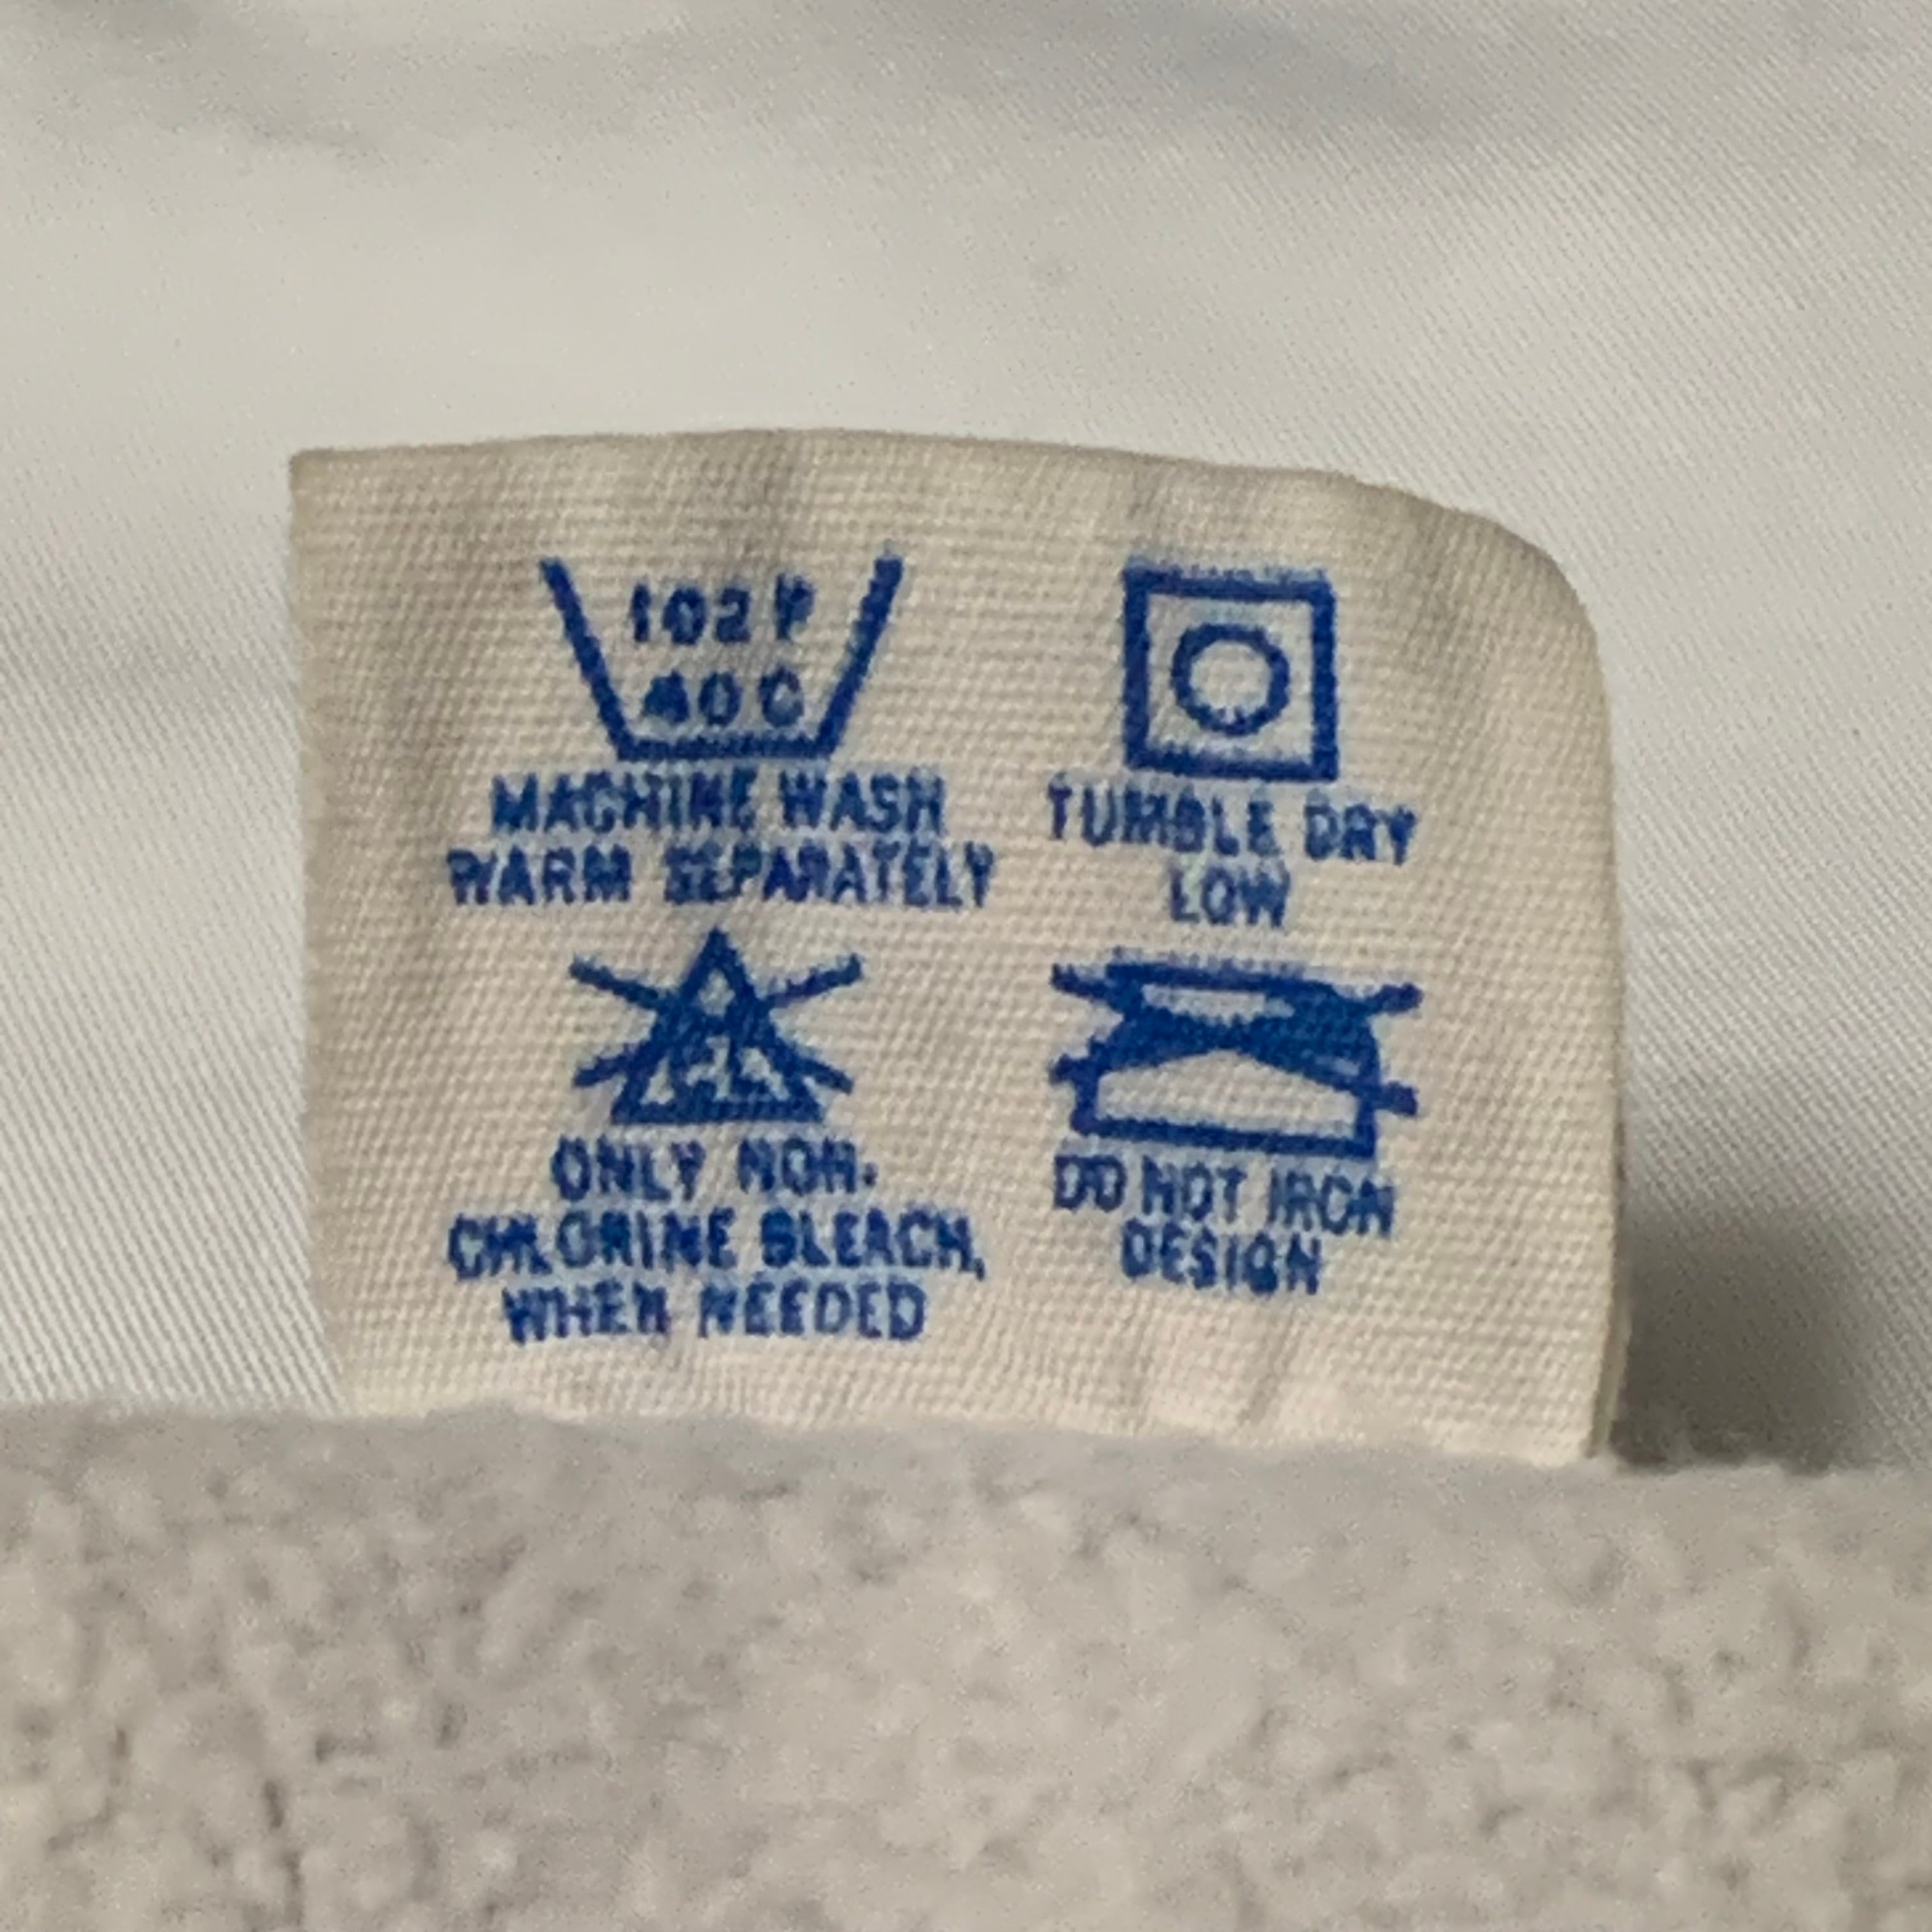 102 F
40 C
MACHINE WASH
WARM SEPARATELY
TUMBLE DRY
LOW
CL
ONLY NON-
CHLORINE BLEACH,
WHEN NEEDED
DO NOT IRON
DESIGN